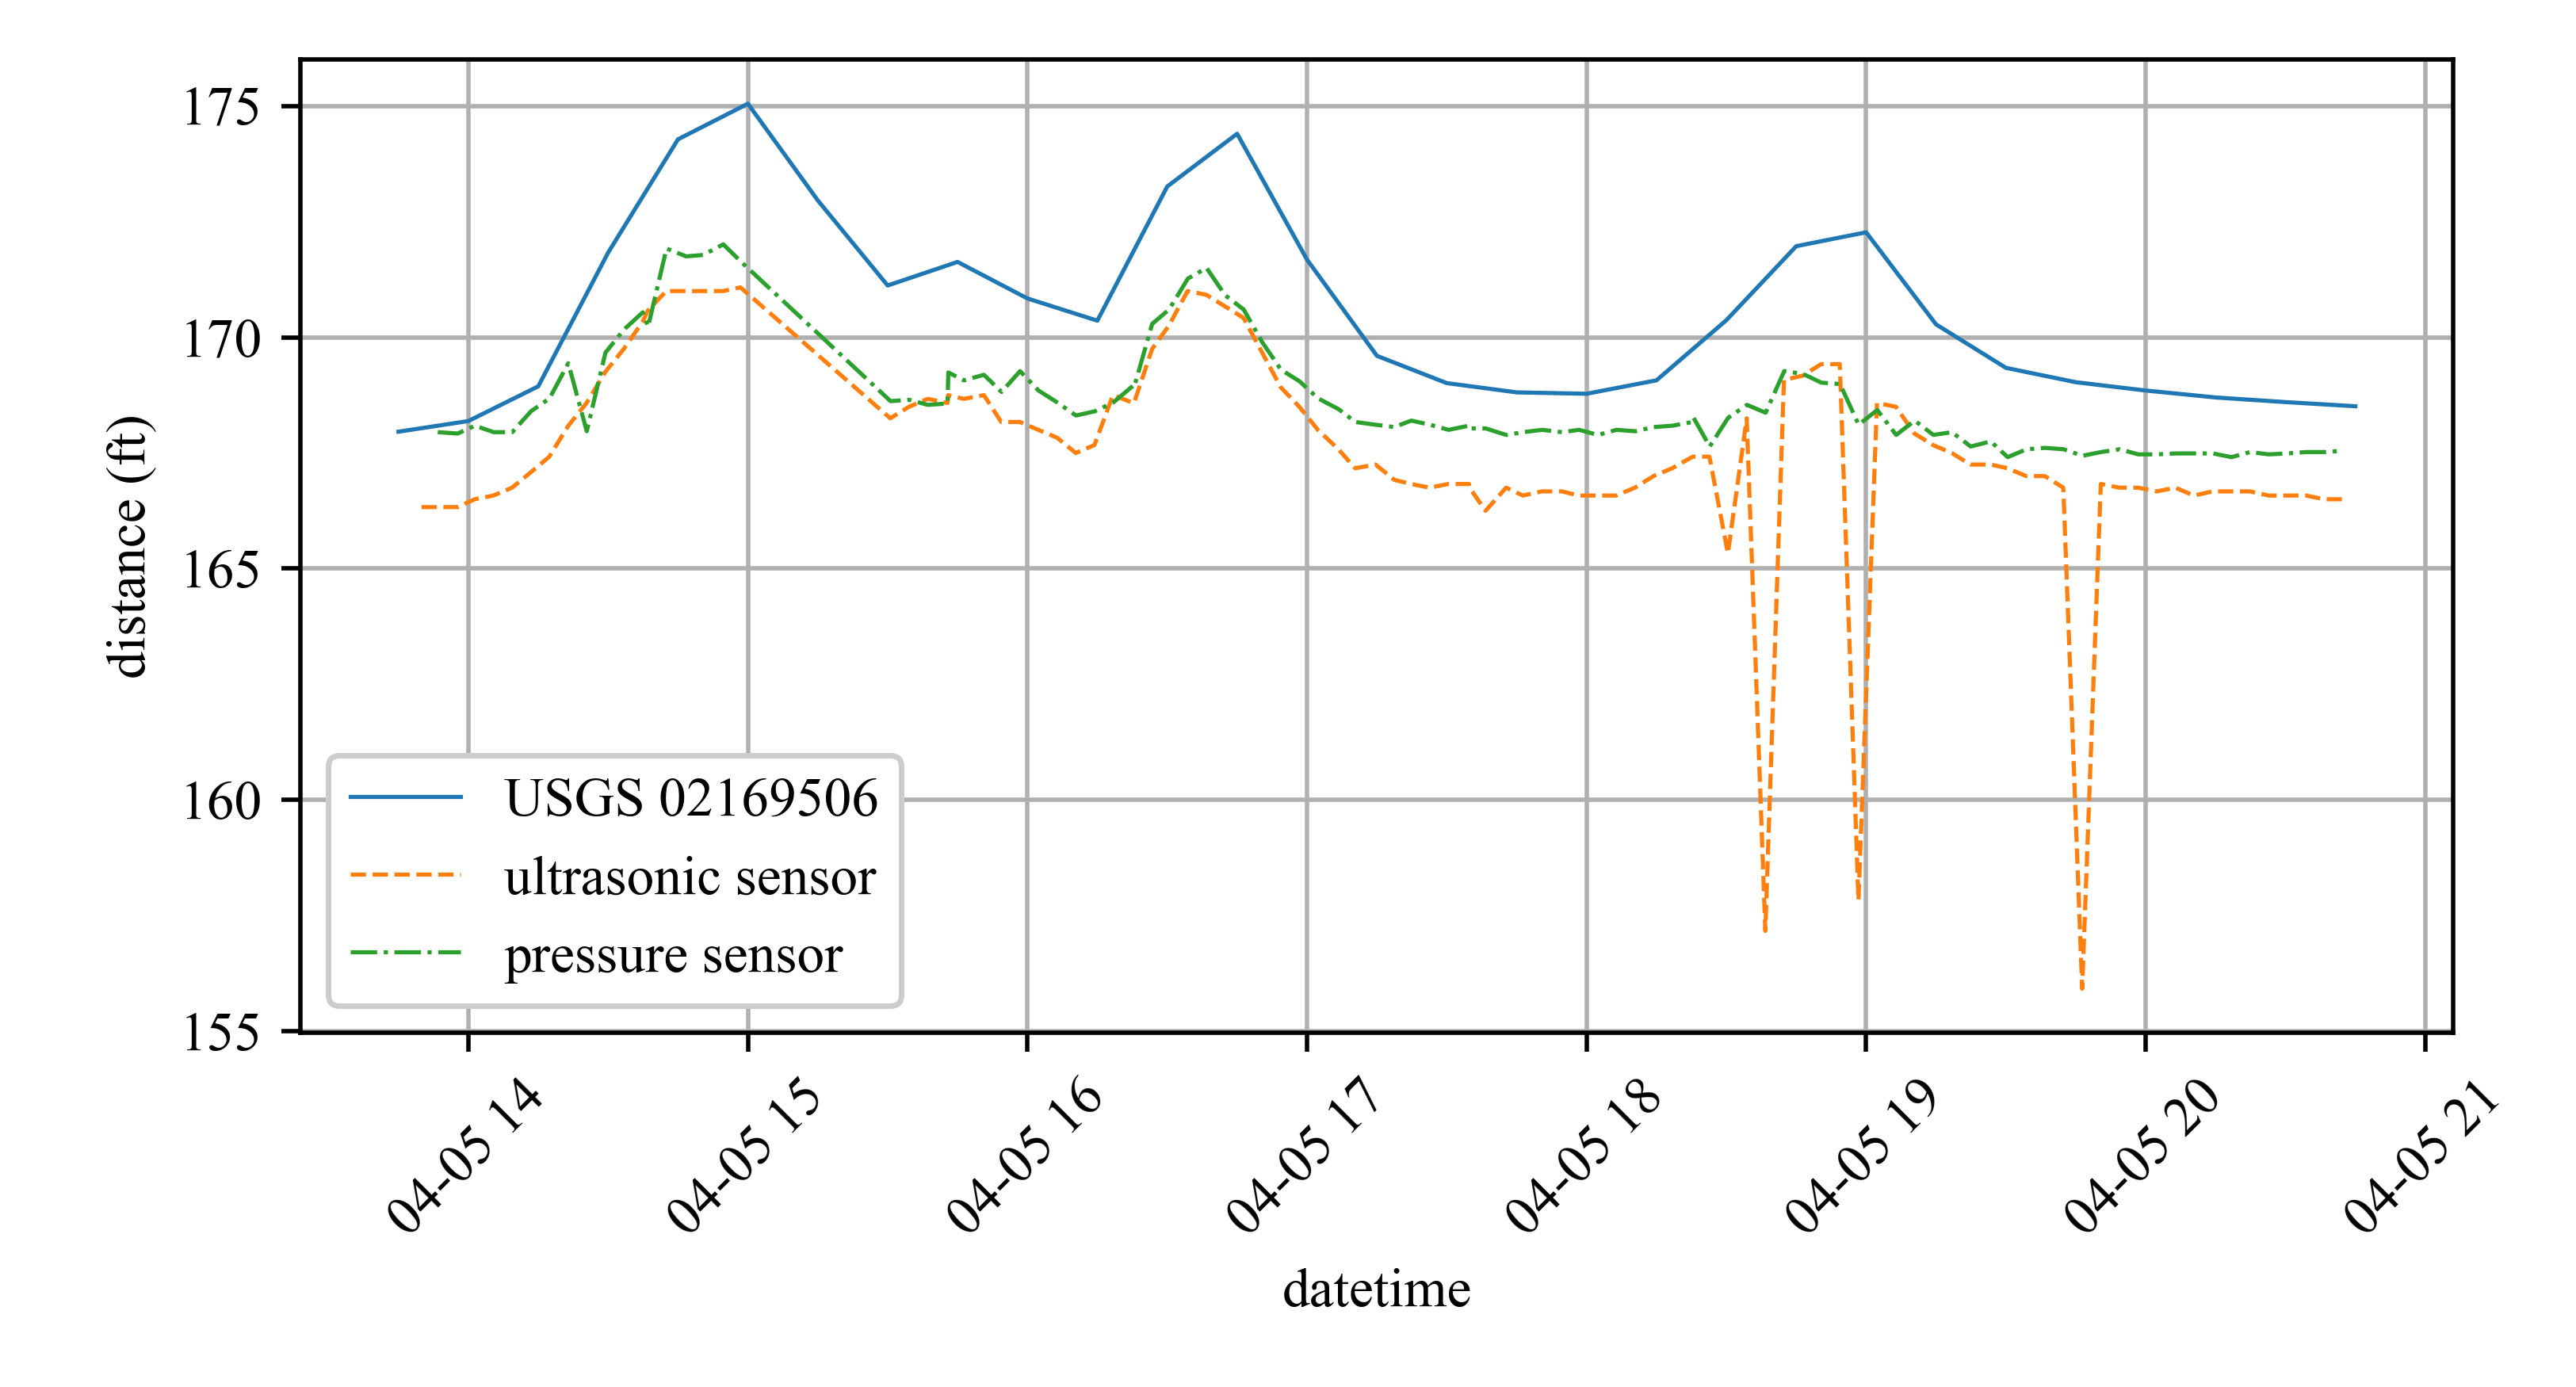 175
170
165
160
155
distance (ft)
USGS 02169506
ultrasonic sensor
pressure sensor
04-05 14
04-05 15
04-05 16
04-05 17
04-05 18
04-05 19
04-05 20
04-05 21
datetime